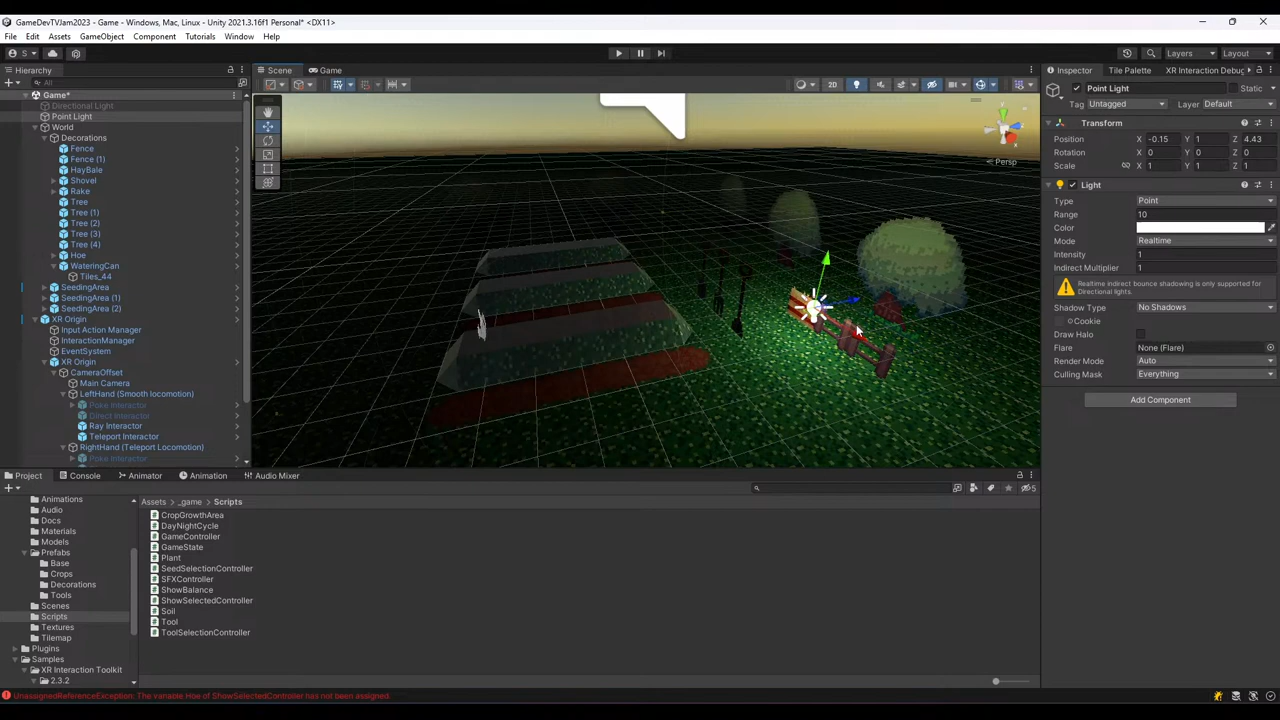 GameDevTVJam2023 - Game - Windows, Mac, Linux - Unity 2021.3.16f1 Personal* <DX11>
File Edit Assets GameObject Component Tutorials Window Help
S Layers Layout
Hierarchy Scene Game Inspector Tile Palette XR Interaction Debug
All 2D
Game*
Directional Light
Point Light
World
Decorations
Fence
Fence (1)
HayBale
Shovel
Rake
Tree
Tree (1)
Tree (2)
Tree (3)
Tree (4)
Hoe
WateringCan
Tiles_44
SeedingArea
SeedingArea (1)
SeedingArea (2)
XR Origin
Input Action Manager
InteractionManager
EventSystem
XR Origin
CameraOffset
Main Camera
LeftHand (Smooth locomotion)
Poke Interactor
Direct Interactor
Ray Interactor
Teleport Interactor
RightHand (Teleport Locomotion)
Poke Interactor
y
Persp
Point Light Static
Tag Untagged Layer Default
Transform
Position X -0.15 Y 1 Z 4.43
Rotation X 0 Y 0 Z 0
Scale X 1 Y 1 Z 1
Light
Type Point
Range 10
Color
Mode Realtime
Intensity 1
Indirect Multiplier 1
Realtime indirect bounce shadowing is only supported for
Directional lights.
Shadow Type No Shadows
Cookie
Draw Halo
Flare None (Flare)
Render Mode Auto
Culling Mask Everything
Add Component
Project Console Animator Animation Audio Mixer
5
Animations
Audio
Docs
Materials
Models
Prefabs
Base
Crops
Decorations
Tools
Scenes
Scripts
Textures
Tilemap
Plugins
Samples
XR Interaction Toolkit
2.3.2
Assets > _game > Scripts
CropGrowthArea
DayNightCycle
GameController
GameState
Plant
SeedSelectionController
SFXController
ShowBalance
ShowSelectedController
Soil
Tool
ToolSelectionController
UnassignedReferenceException: The variable Hoe of ShowSelectedController has not been assigned.